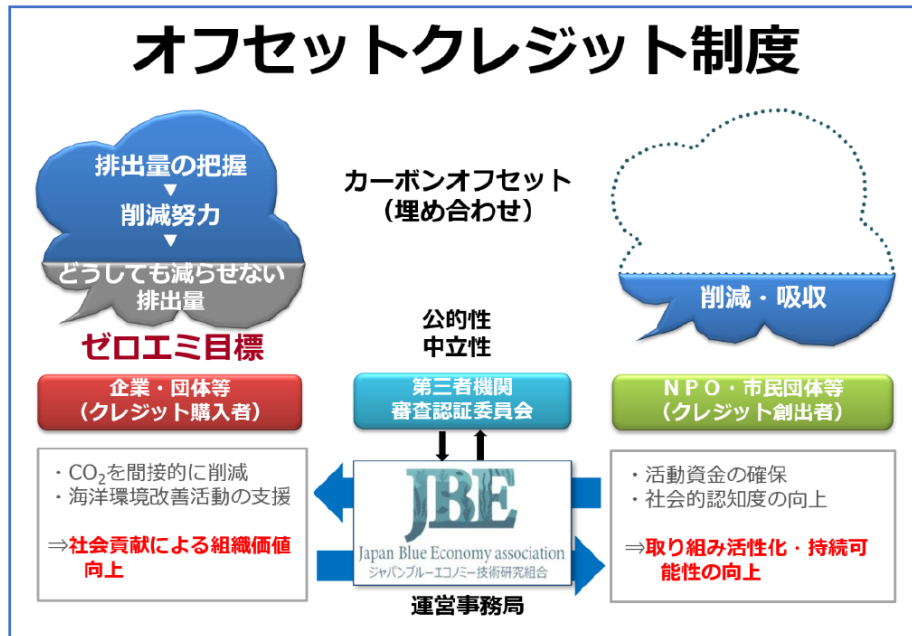 オフセットクレジット制度
排出量の把握
▼
削減努力
▼
どうしても減らせない
排出量
ゼロエミ目標
カーボンオフセット
(埋め合わせ)
公的性
中立性
削減・吸収
企業・団体等
(クレジット購入者)
第三者機関
審査認証委員会
NPO・市民団体等
(クレジット創出者)
・CO₂を間接的に削減
・海洋環境改善活動の支援
⇒社会貢献による組織価値
向上
JBE
Japan Blue Economy association
ジャパンブルーエコノミー技術研究組合
運営事務局
・活動資金の確保
・社会的認知度の向上
⇒取り組み活性化・持続可
能性の向上